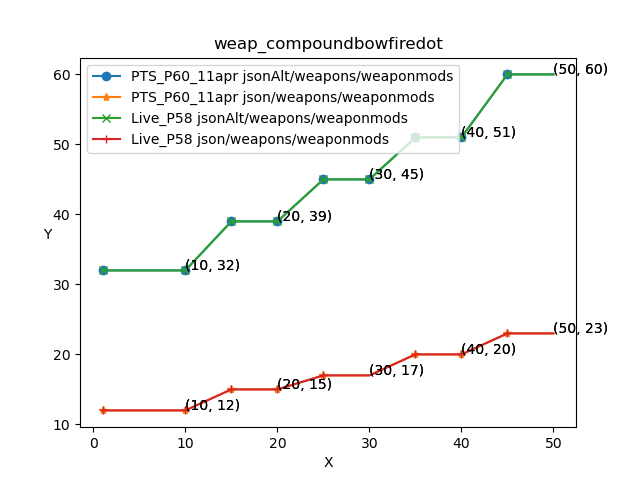 weap_compoundbowfiredot
PTS_P60_11apr jsonAlt/weapons/weaponmods
PTS_P60_11apr json/weapons/weaponmods
Live_P58 jsonAlt/weapons/weaponmods
Live_P58 json/weapons/weaponmods
60
50
40
30
20
10
Y
(50, 60)
(40, 51)
(30, 45)
(20, 39)
(10, 32)
(50, 23)
(40, 20)
(30, 17)
(20, 15)
(10, 12)
0 10 20 30 40 50
X